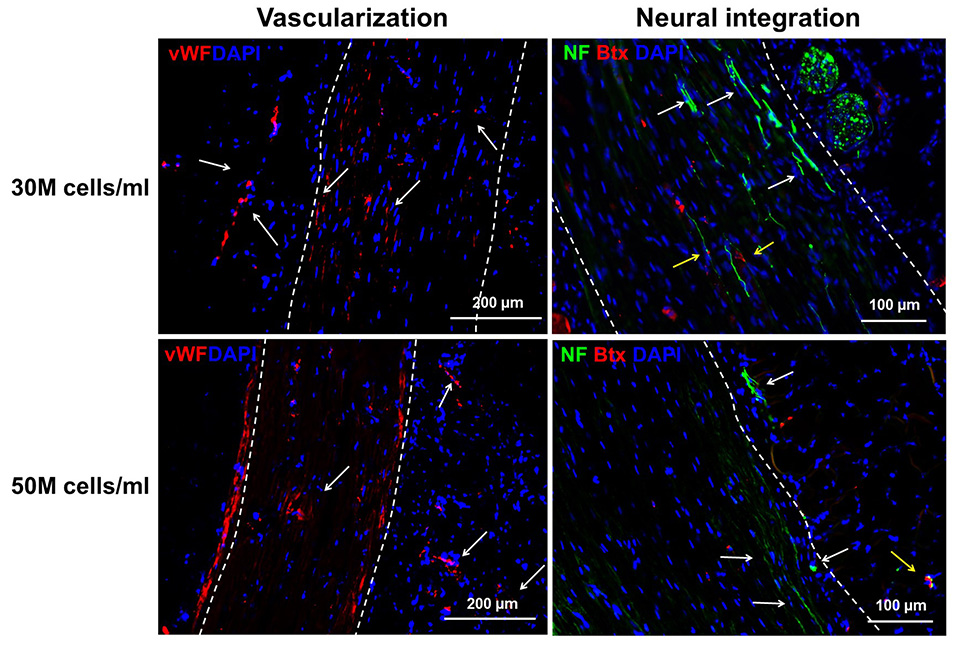 Vascularization
Neural integration
30M cells/ml
vWFDAPI
200 µm
NF Btx DAPI
100 µm
50M cells/ml
vWFDAPI
200 µm
NF Btx DAPI
100 µm